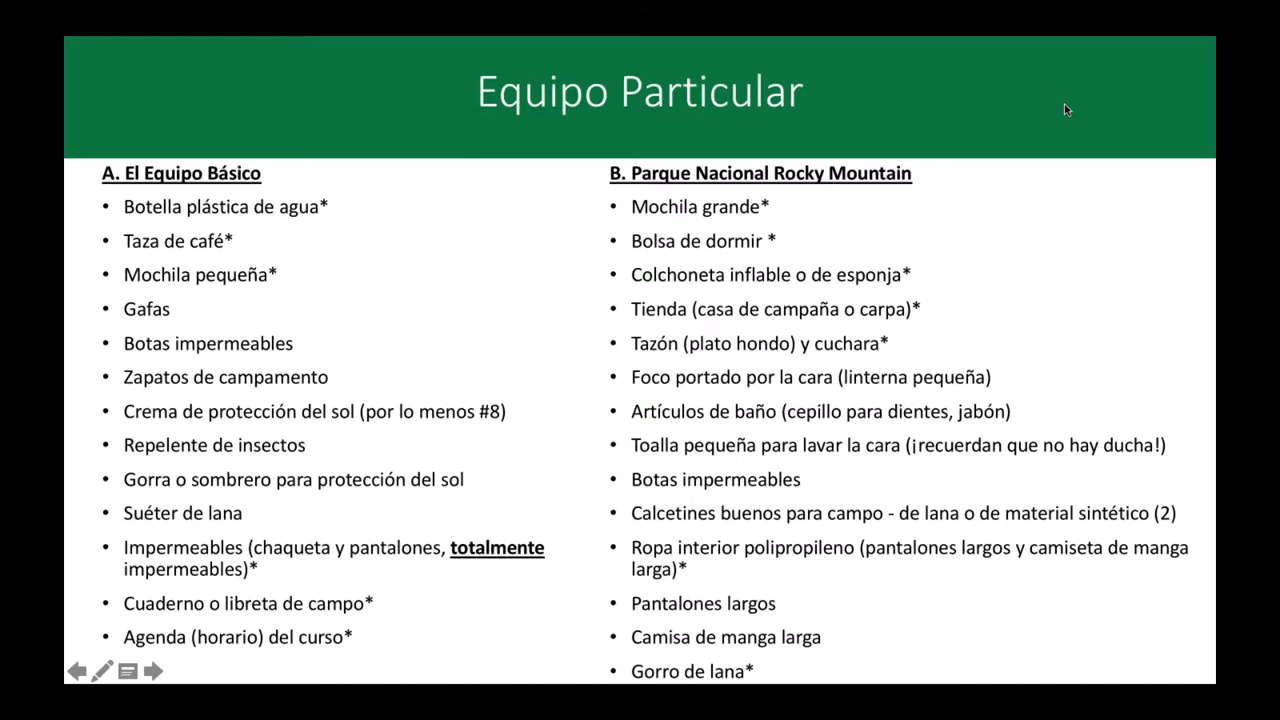 Equipo Particular
A. El Equipo Básico
• Botella plástica de agua*
• Taza de café*
• Mochila pequeña*
• Gafas
• Botas impermeables
• Zapatos de campamento
• Crema de protección del sol (por lo menos #8)
• Repelente de insectos
• Gorra o sombrero para protección del sol
• Suéter de lana
• Impermeables (chaqueta y pantalones, totalmente
impermeables)*
• Cuaderno o libreta de campo*
• Agenda (horario) del curso*
B. Parque Nacional Rocky Mountain
• Mochila grande*
• Bolsa de dormir *
• Colchoneta inflable o de esponja*
• Tienda (casa de campaña o carpa)*
• Tazón (plato hondo) y cuchara*
• Foco portado por la cara (linterna pequeña)
• Artículos de baño (cepillo para dientes, jabón)
• Toalla pequeña para lavar la cara (¡recuerdan que no hay ducha!)
• Botas impermeables
• Calcetines buenos para campo - de lana o de material sintético (2)
• Ropa interior polipropileno (pantalones largos y camiseta de manga
larga)*
• Pantalones largos
• Camisa de manga larga
• Gorro de lana*